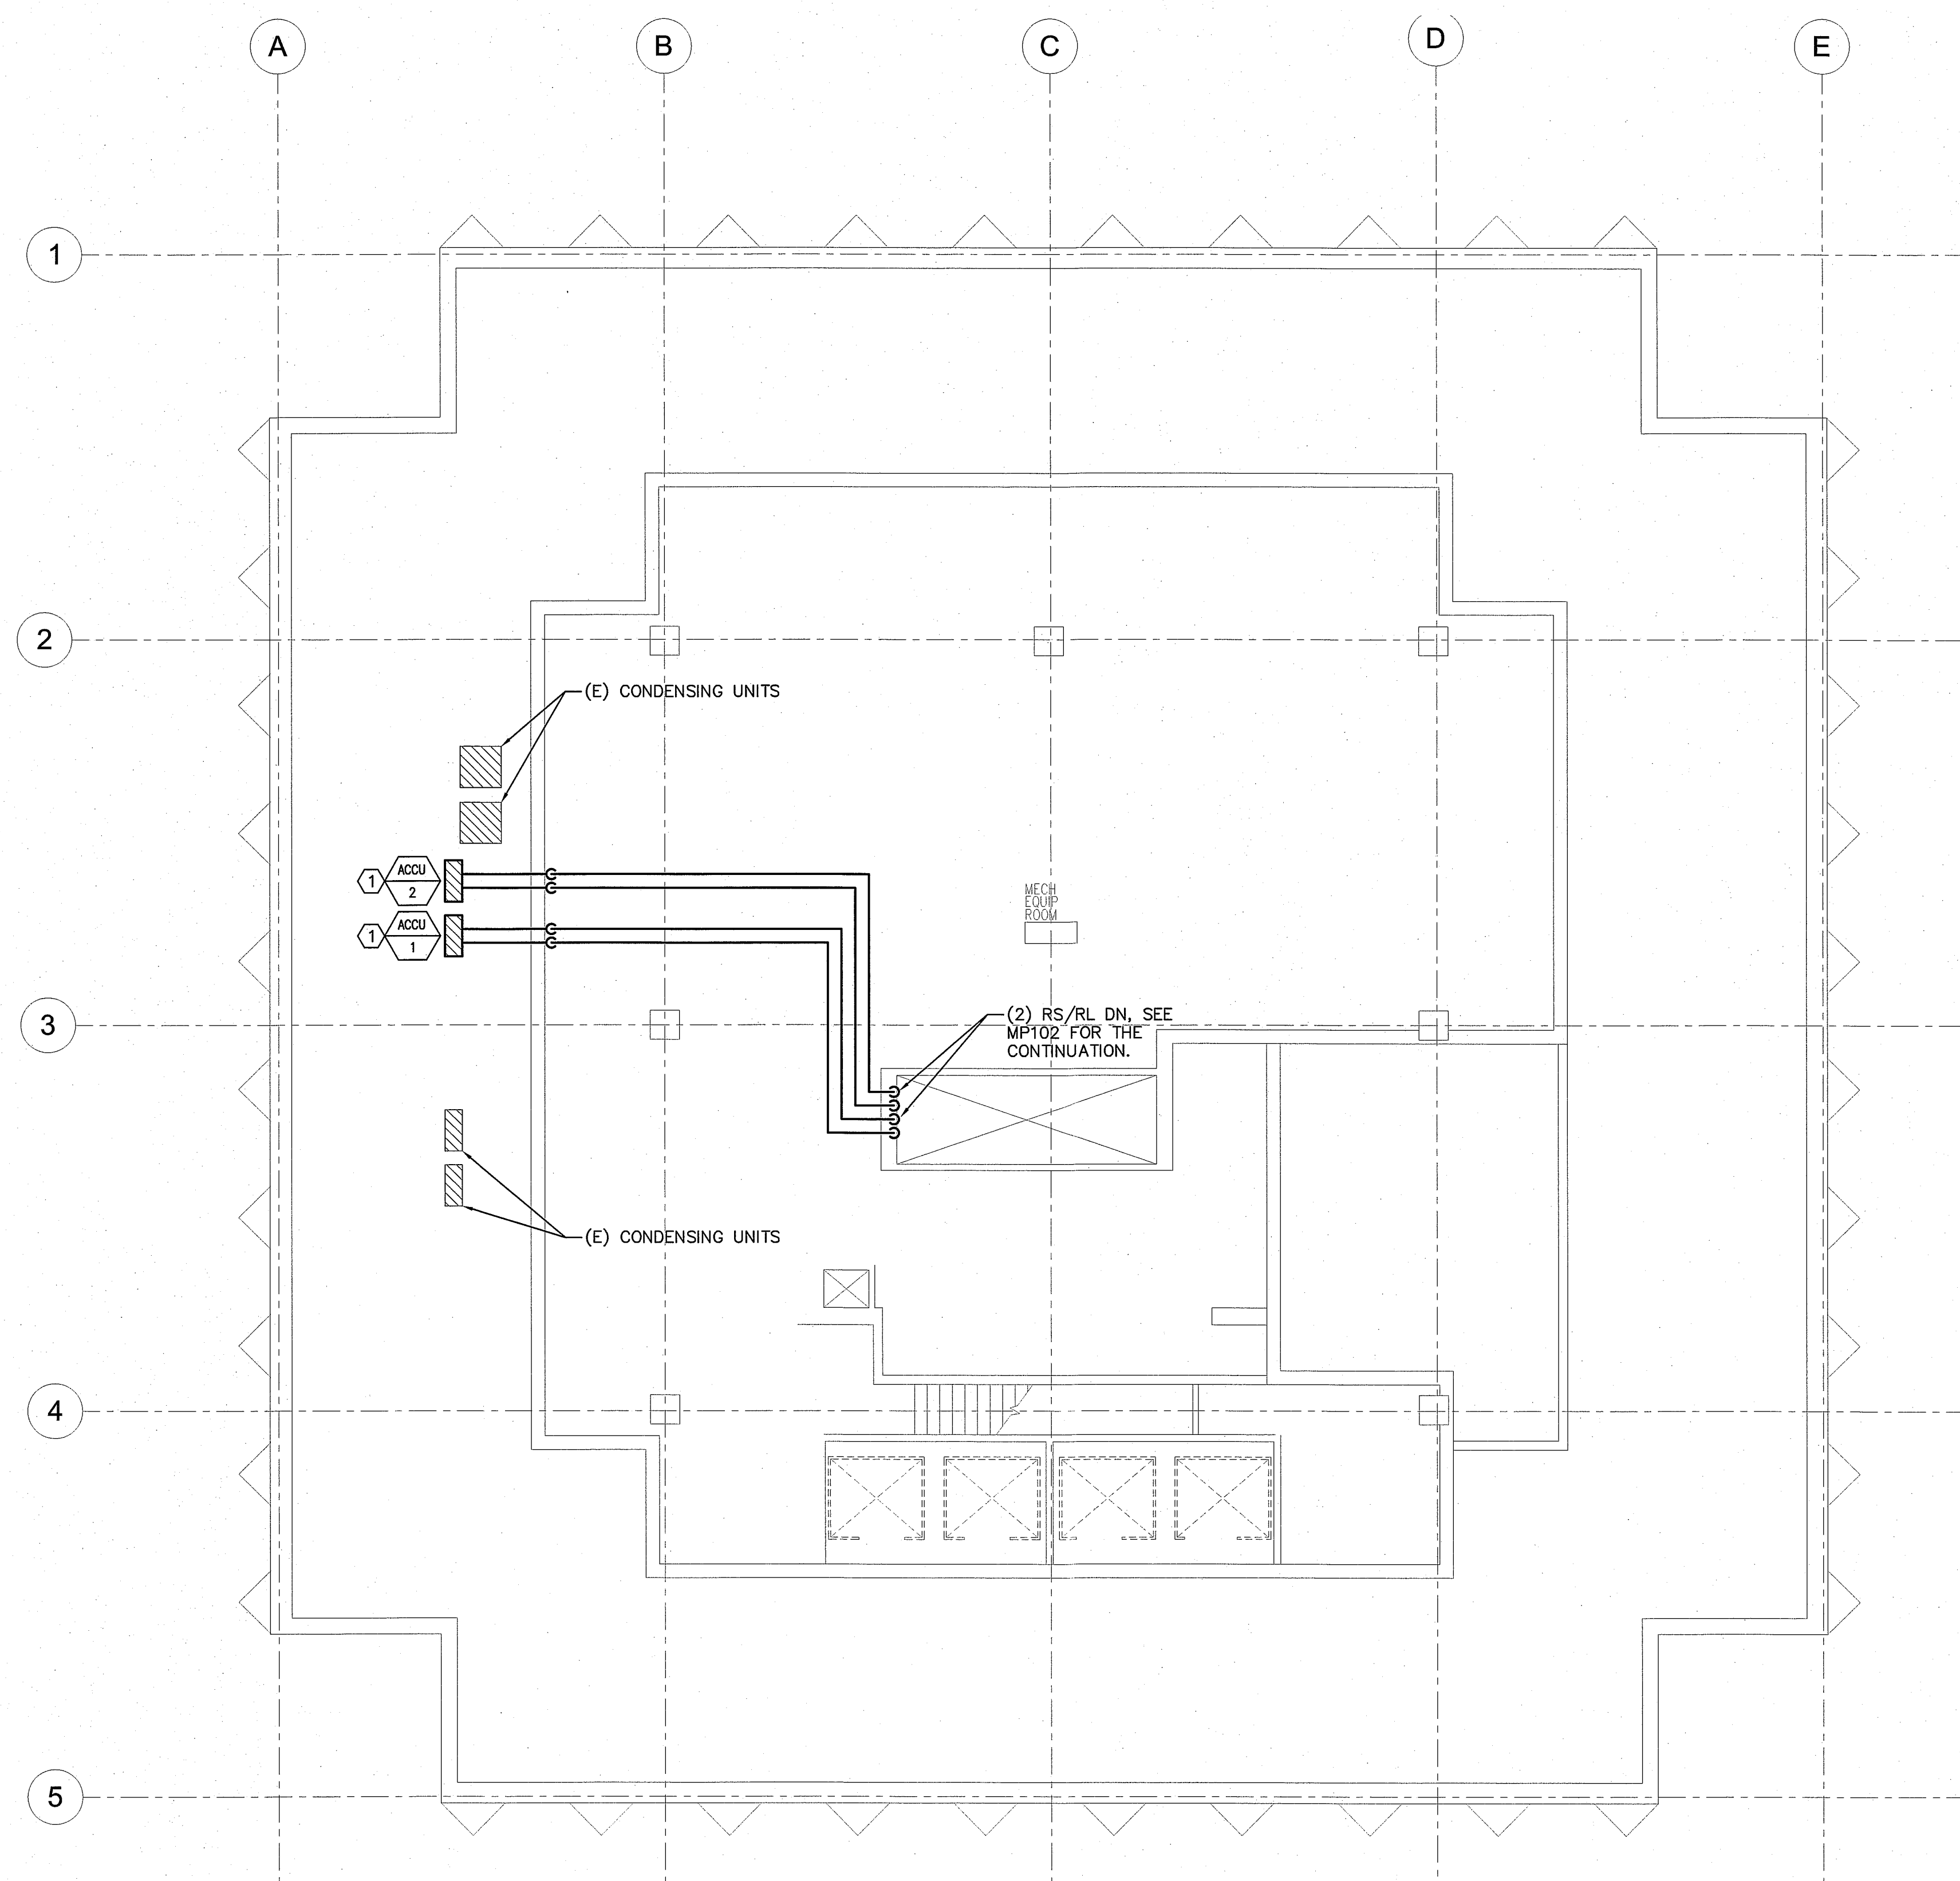 A
B
C
D
E
1
2
(E) CONDENSING UNITS
1
ACCU
2
1
ACCU
1
MECH
EQUIP
ROOM
3
(2) RS/RL DN, SEE
MP102 FOR THE
CONTINUATION.
(E) CONDENSING UNITS
4
5